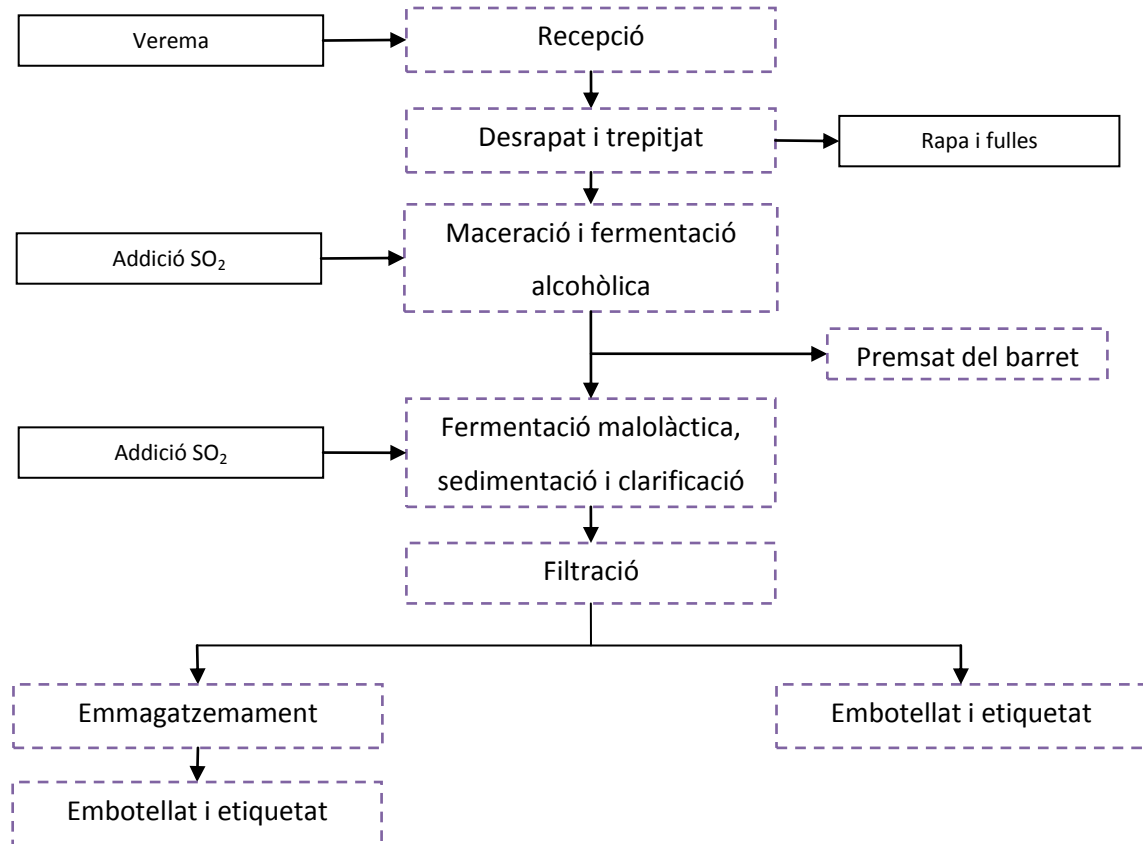 Verema
Recepció
Desrapat i trepitjat
Rapa i fulles
Maceració i fermentació
alcohòlica
Addició SO₂
Premsat del barret
Fermentació malolàctica,
sedimentació i clarificació
Addició SO₂
Filtració
Emmagatzemament
Embotellat i etiquetat
Embotellat i etiquetat